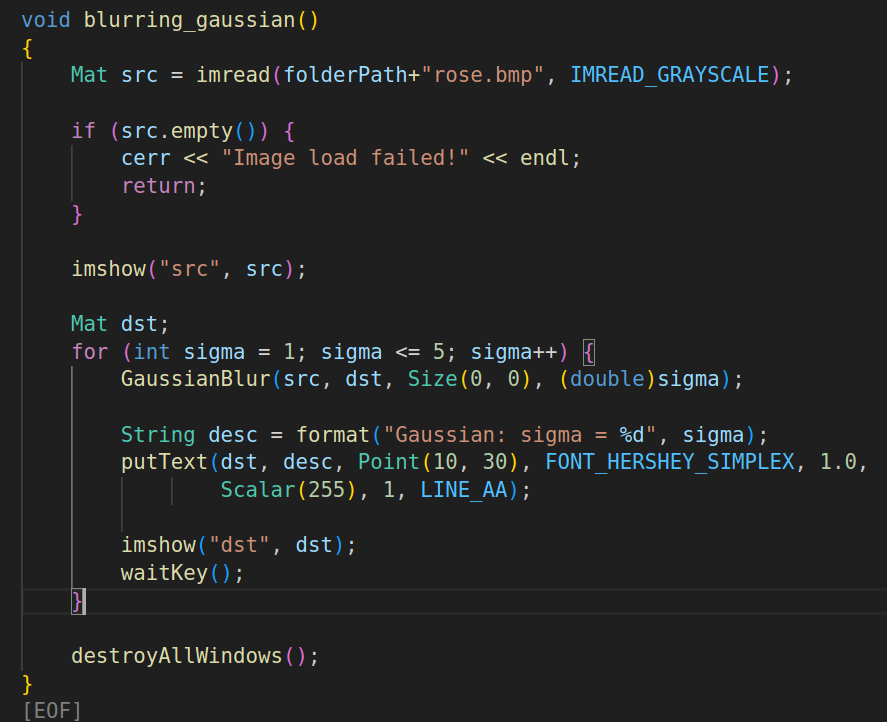 void blurring_gaussian()
{
    Mat src = imread(folderPath+"rose.bmp", IMREAD_GRAYSCALE);

    if (src.empty()) {
        cerr << "Image load failed!" << endl;
        return;
    }

    imshow("src", src);

    Mat dst;
    for (int sigma = 1; sigma <= 5; sigma++) {
        GaussianBlur(src, dst, Size(0, 0), (double)sigma);

        String desc = format("Gaussian: sigma = %d", sigma);
        putText(dst, desc, Point(10, 30), FONT_HERSHEY_SIMPLEX, 1.0,
                Scalar(255), 1, LINE_AA);

        imshow("dst", dst);
        waitKey();
    }

    destroyAllWindows();
}
[EOF]